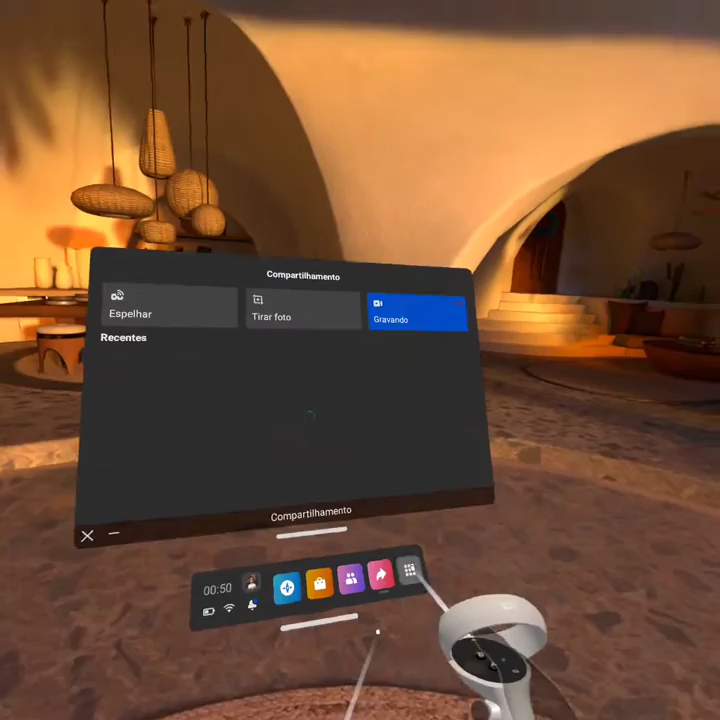 Compartilhamento
Espelhar
Tirar foto
Gravando
Recentes
Compartilhamento
00:50